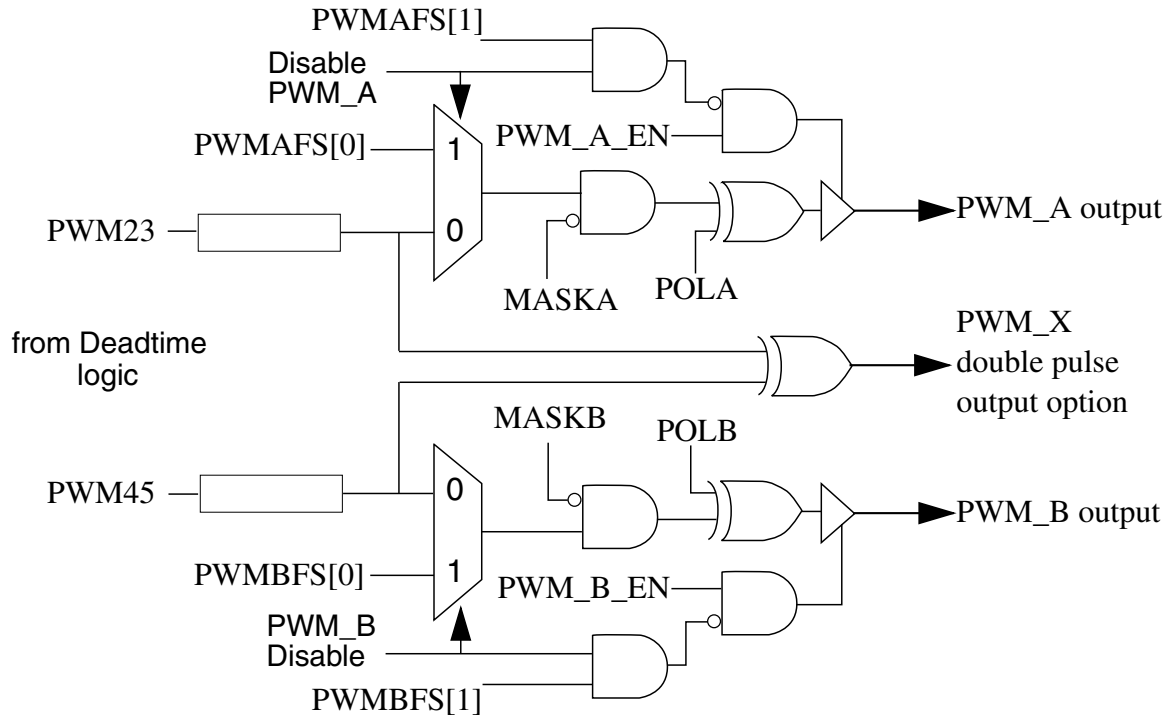 PWMAFS[1]
Disable
PWM_A
PWMAFS[0]
1
PWM_A_EN
PWM23
0
PWM_A output
MASKA
POLA
from Deadtime
logic
PWM_X
double pulse
output option
MASKB
POLB
PWM45
0
PWM_B output
PWMBFS[0]
1
PWM_B_EN
PWM_B
Disable
PWMBFS[1]